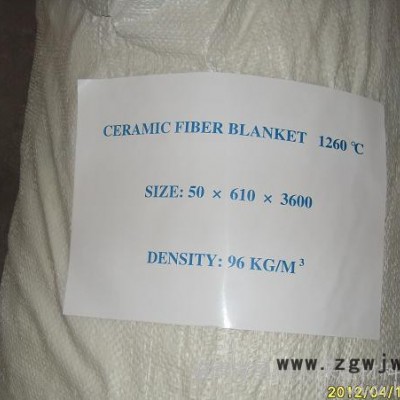 CERAMIC FIBER BLANKET 1260 ℃
SIZE: 50 × 610 × 3600
DENSITY: 96 KG/M³
www.zgwjw
2012/04/1